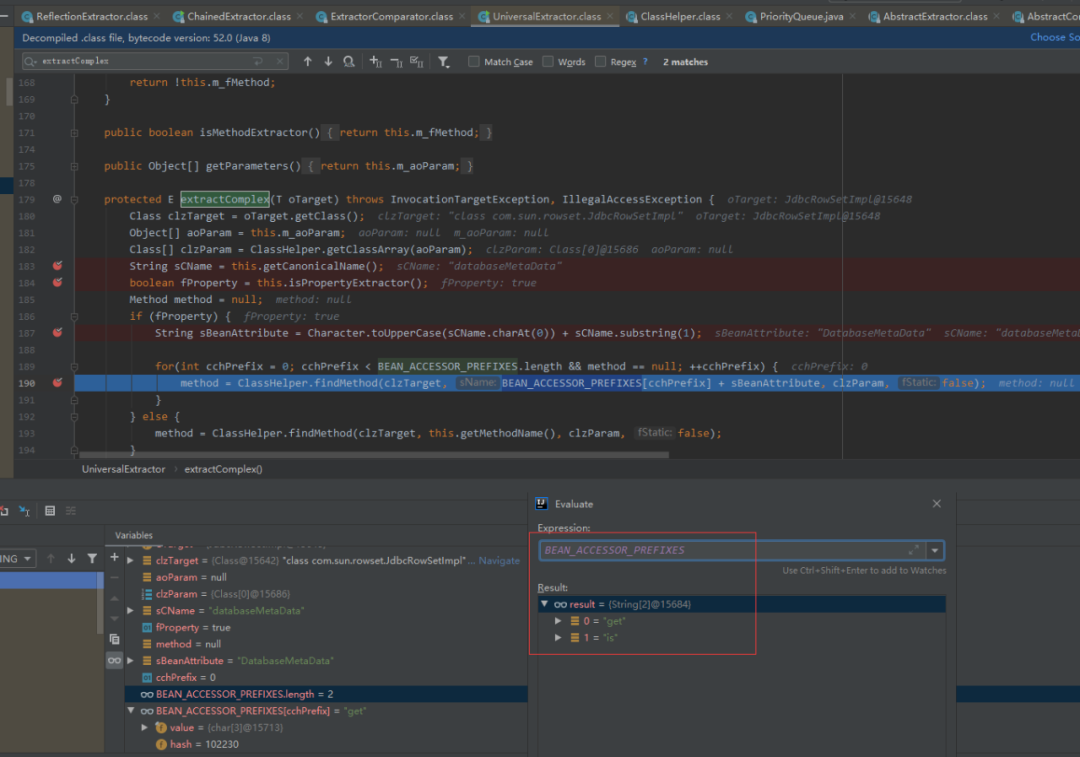 ReflectionExtractor.class × ChainedExtractor.class × ExtractorComparator.class × UniversalExtractor.class × ClassHelper.class × PriorityQueue.java × AbstractExtractor.class × AbstractCo
Decompiled .class file, bytecode version: 52.0 (Java 8) Choose So
extractComplex Match Case Words Regex ? 2 matches
168 return !this.m_fMethod;
169 }
170
171 public boolean isMethodExtractor() { return this.m_fMethod; }
174
175 public Object[] getParameters() { return this.m_aoParam; }
178
179 @ protected E extractComplex(T oTarget) throws InvocationTargetException, IllegalAccessException { oTarget: JdbcRowSetImpl@15648
180 Class clzTarget = oTarget.getClass(); clzTarget: "class com.sun.rowset.JdbcRowSetImpl" oTarget: JdbcRowSetImpl@15648
181 Object[] aoParam = this.m_aoParam; aoParam: null m_aoParam: null
182 Class[] clzParam = ClassHelper.getClassArray(aoParam); clzParam: Class[0]@15686 aoParam: null
183 String sCName = this.getCanonicalName(); sCName: "databaseMetaData"
184 boolean fProperty = this.isPropertyExtractor(); fProperty: true
185 Method method = null; method: null
186 if (fProperty) { fProperty: true
187 String sBeanAttribute = Character.toUpperCase(sCName.charAt(0)) + sCName.substring(1); sBeanAttribute: "DatabaseMetaData" sCName: "databaseMeta
188
189 for(int cchPrefix = 0; cchPrefix < BEAN_ACCESSOR_PREFIXES.length && method == null; ++cchPrefix) { cchPrefix: 0
190 method = ClassHelper.findMethod(clzTarget, sName: BEAN_ACCESSOR_PREFIXES[cchPrefix] + sBeanAttribute, clzParam, fStatic: false); method: null
191 }
192 } else {
193 method = ClassHelper.findMethod(clzTarget, this.getMethodName(), clzParam, fStatic: false);
194 }
UniversalExtractor › extractComplex()
Variables
ING
clzTarget = {Class@15642} "class com.sun.rowset.JdbcRowSetImpl" ... Navigate
aoParam = null
clzParam = {Class[0]@15686}
sCName = "databaseMetaData"
fProperty = true
method = null
sBeanAttribute = "DatabaseMetaData"
cchPrefix = 0
BEAN_ACCESSOR_PREFIXES.length = 2
BEAN_ACCESSOR_PREFIXES[cchPrefix] = "get"
value = {char[3]@15713}
hash = 102230
Evaluate
Expression:
BEAN_ACCESSOR_PREFIXES
Use Ctrl+Shift+Enter to add to Watches
Result:
result = {String[2]@15684}
0 = "get"
1 = "is"